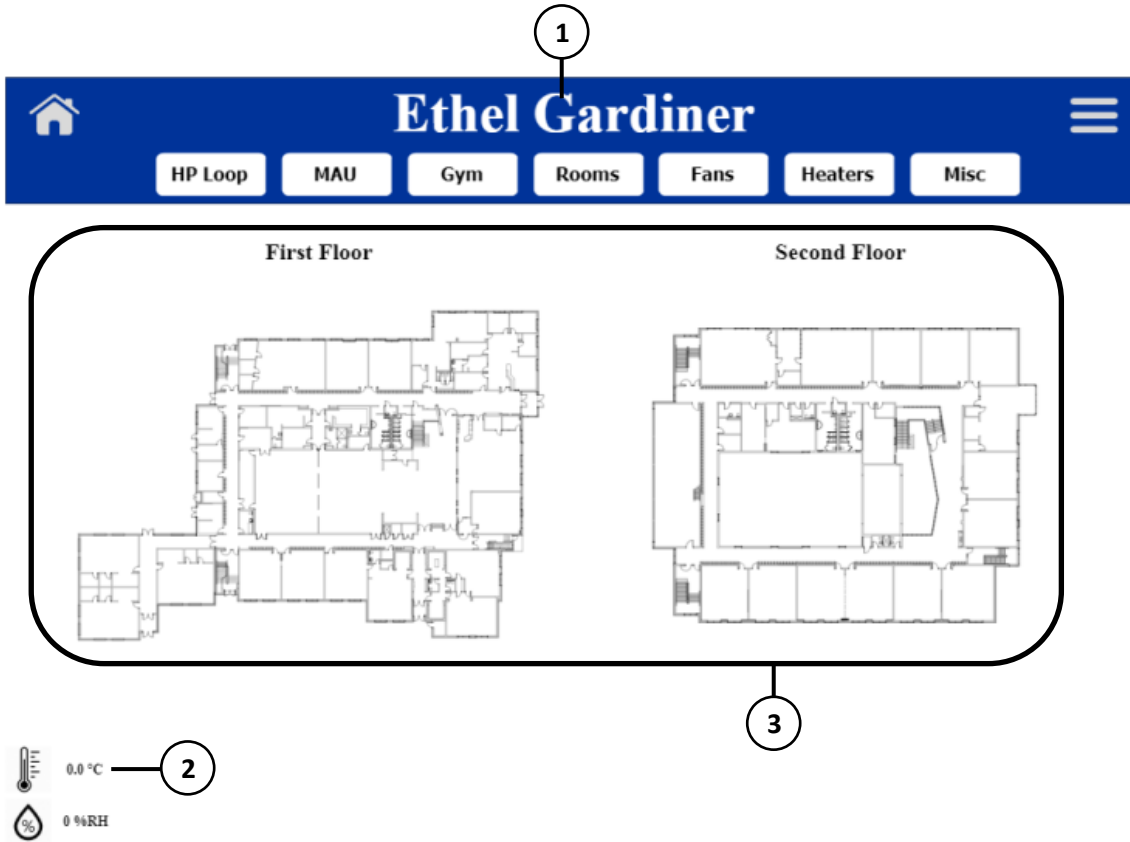 1
Ethel Gardiner
HP Loop MAU Gym Rooms Fans Heaters Misc
First Floor Second Floor
3
0.0 °C 2
% 0 %RH